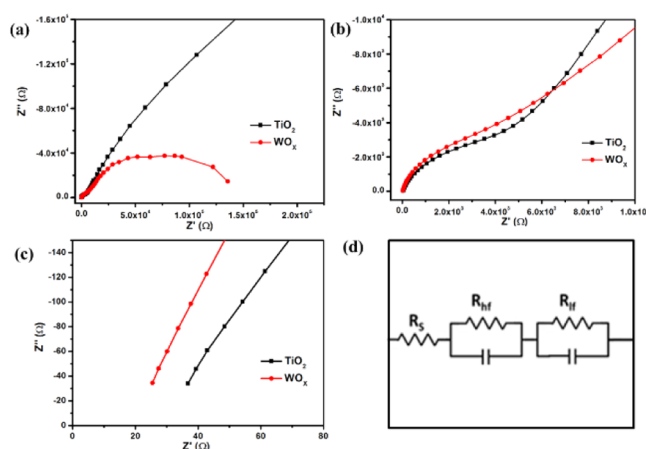 (a)
-1.6x10⁵
-1.2x10⁵
-8.0x10⁴
-4.0x10⁴
0.0
Z'' (Ω)
TiO₂
WOₓ
0.0 5.0x10⁴ 1.0x10⁵ 1.5x10⁵ 2.0x10⁵
Z' (Ω)
(b)
-1.0x10⁴
-8.0x10³
-6.0x10³
-4.0x10³
-2.0x10³
0.0
Z'' (Ω)
TiO₂
WOₓ
0.0 2.0x10³ 4.0x10³ 6.0x10³ 8.0x10³ 1.0x10
Z' (Ω)
(c)
-140
-120
-100
-80
-60
-40
-20
0
Z'' (Ω)
TiO₂
WOₓ
0 20 40 60 80
Z' (Ω)
(d)
R_S
R_hf
R_lf